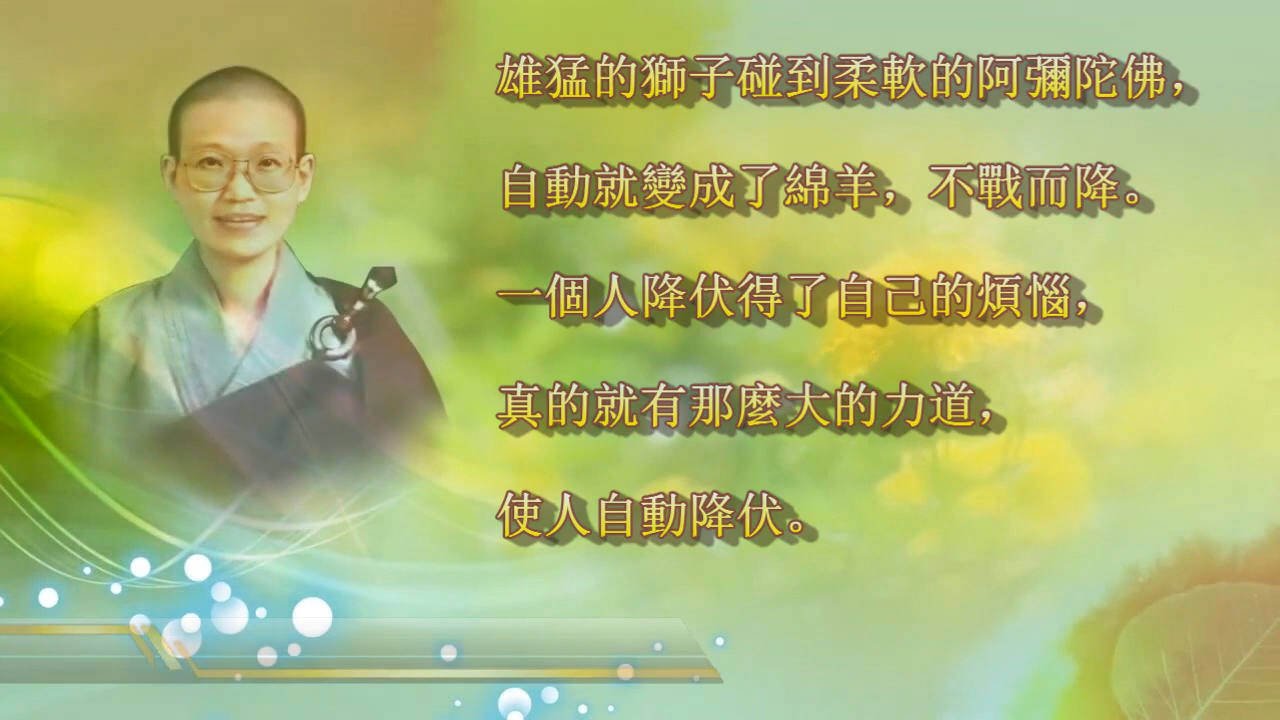 雄猛的獅子碰到柔軟的阿彌陀佛，
自動就變成了綿羊，不戰而降。
一個人降伏得了自己的煩惱，
真的就有那麼大的力道，
使人自動降伏。